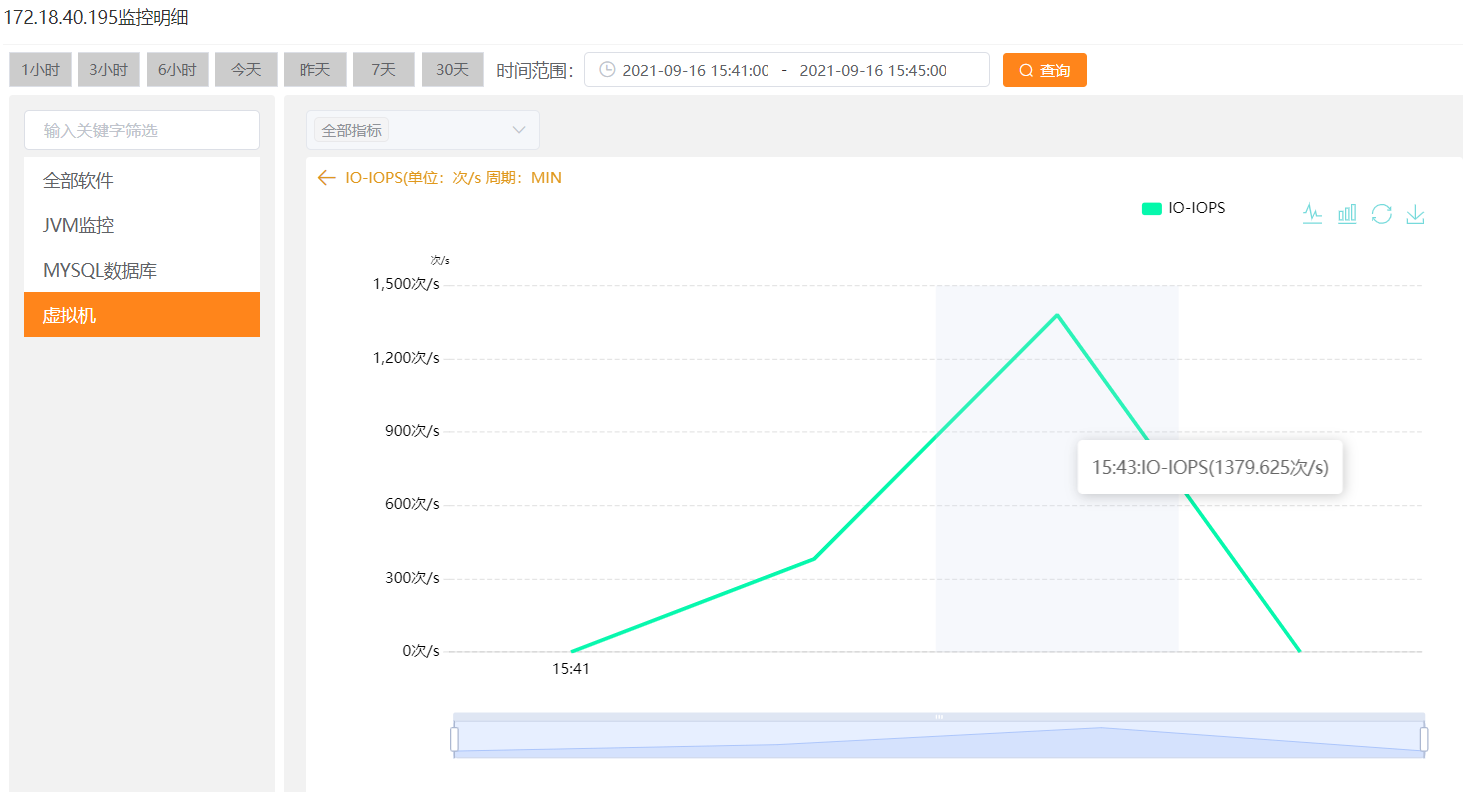 172.18.40.195监控明细
1小时 3小时 6小时 今天 昨天 7天 30天 时间范围： 2021-09-16 15:41:00 - 2021-09-16 15:45:00 查询
输入关键字筛选
全部软件
JVM监控
MYSQL数据库
虚拟机
全部指标
IO-IOPS(单位：次/s 周期：MIN
IO-IOPS
次/s
1,500次/s
1,200次/s
900次/s
600次/s
300次/s
0次/s
15:43:IO-IOPS(1379.625次/s)
15:41